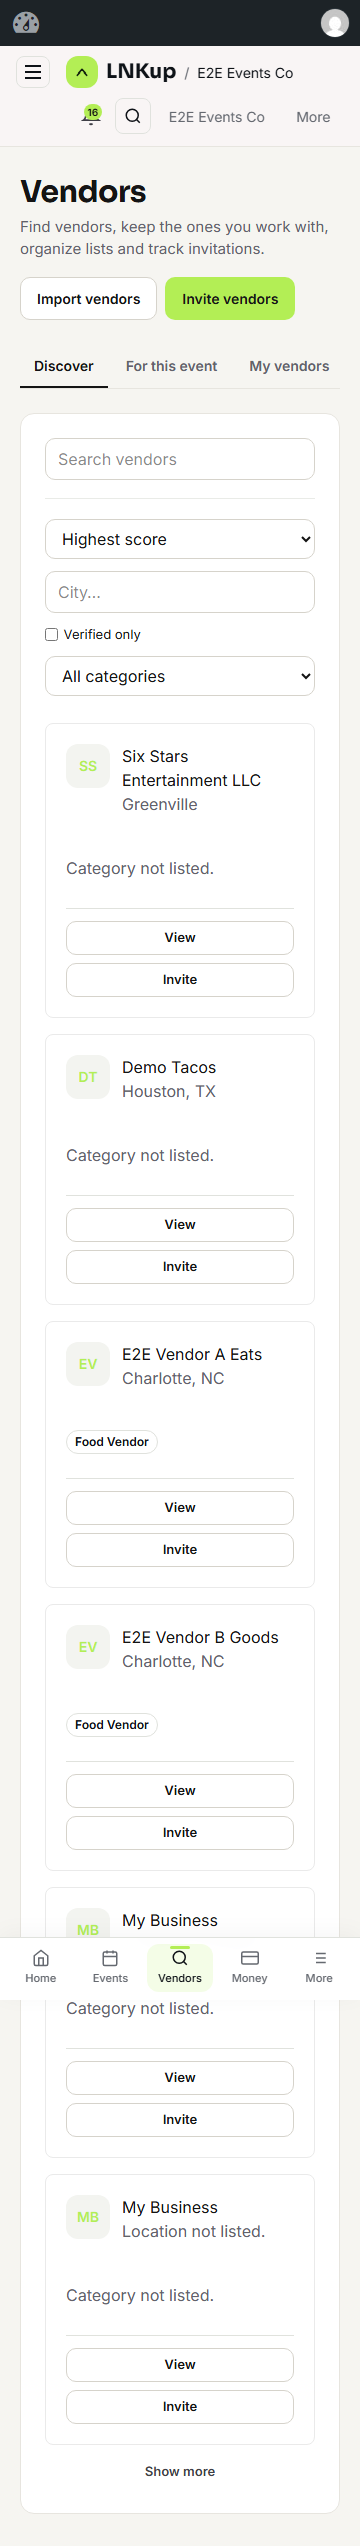 LNKup / E2E Events Co
16
E2E Events Co
More
Vendors
Find vendors, keep the ones you work with,
organize lists and track invitations.
Import vendors
Invite vendors
Discover
For this event
My vendors
Search vendors
Highest score
City...
Verified only
All categories
SS
Six Stars
Entertainment LLC
Greenville
Category not listed.
View
Invite
DT
Demo Tacos
Houston, TX
Category not listed.
View
Invite
EV
E2E Vendor A Eats
Charlotte, NC
Food Vendor
View
Invite
EV
E2E Vendor B Goods
Charlotte, NC
Food Vendor
View
Invite
MB
My Business
Home
Events
Vendors
Money
More
Category not listed.
View
Invite
MB
My Business
Location not listed.
Category not listed.
View
Invite
Show more